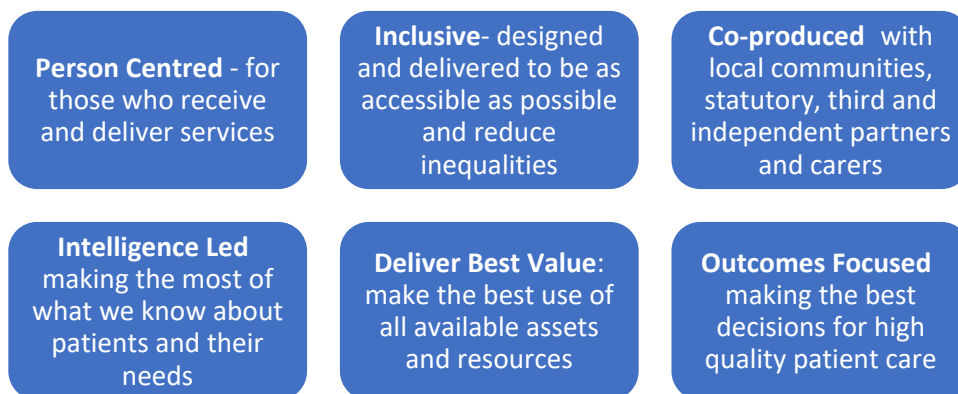 Person Centred - for
those who receive
and deliver services
Inclusive- designed
and delivered to be as
accessible as possible
and reduce
inequalities
Co-produced with
local communities,
statutory, third and
independent partners
and carers
Intelligence Led
making the most of
what we know about
patients and their
needs
Deliver Best Value:
make the best use of
all available assets
and resources
Outcomes Focused
making the best
decisions for high
quality patient care